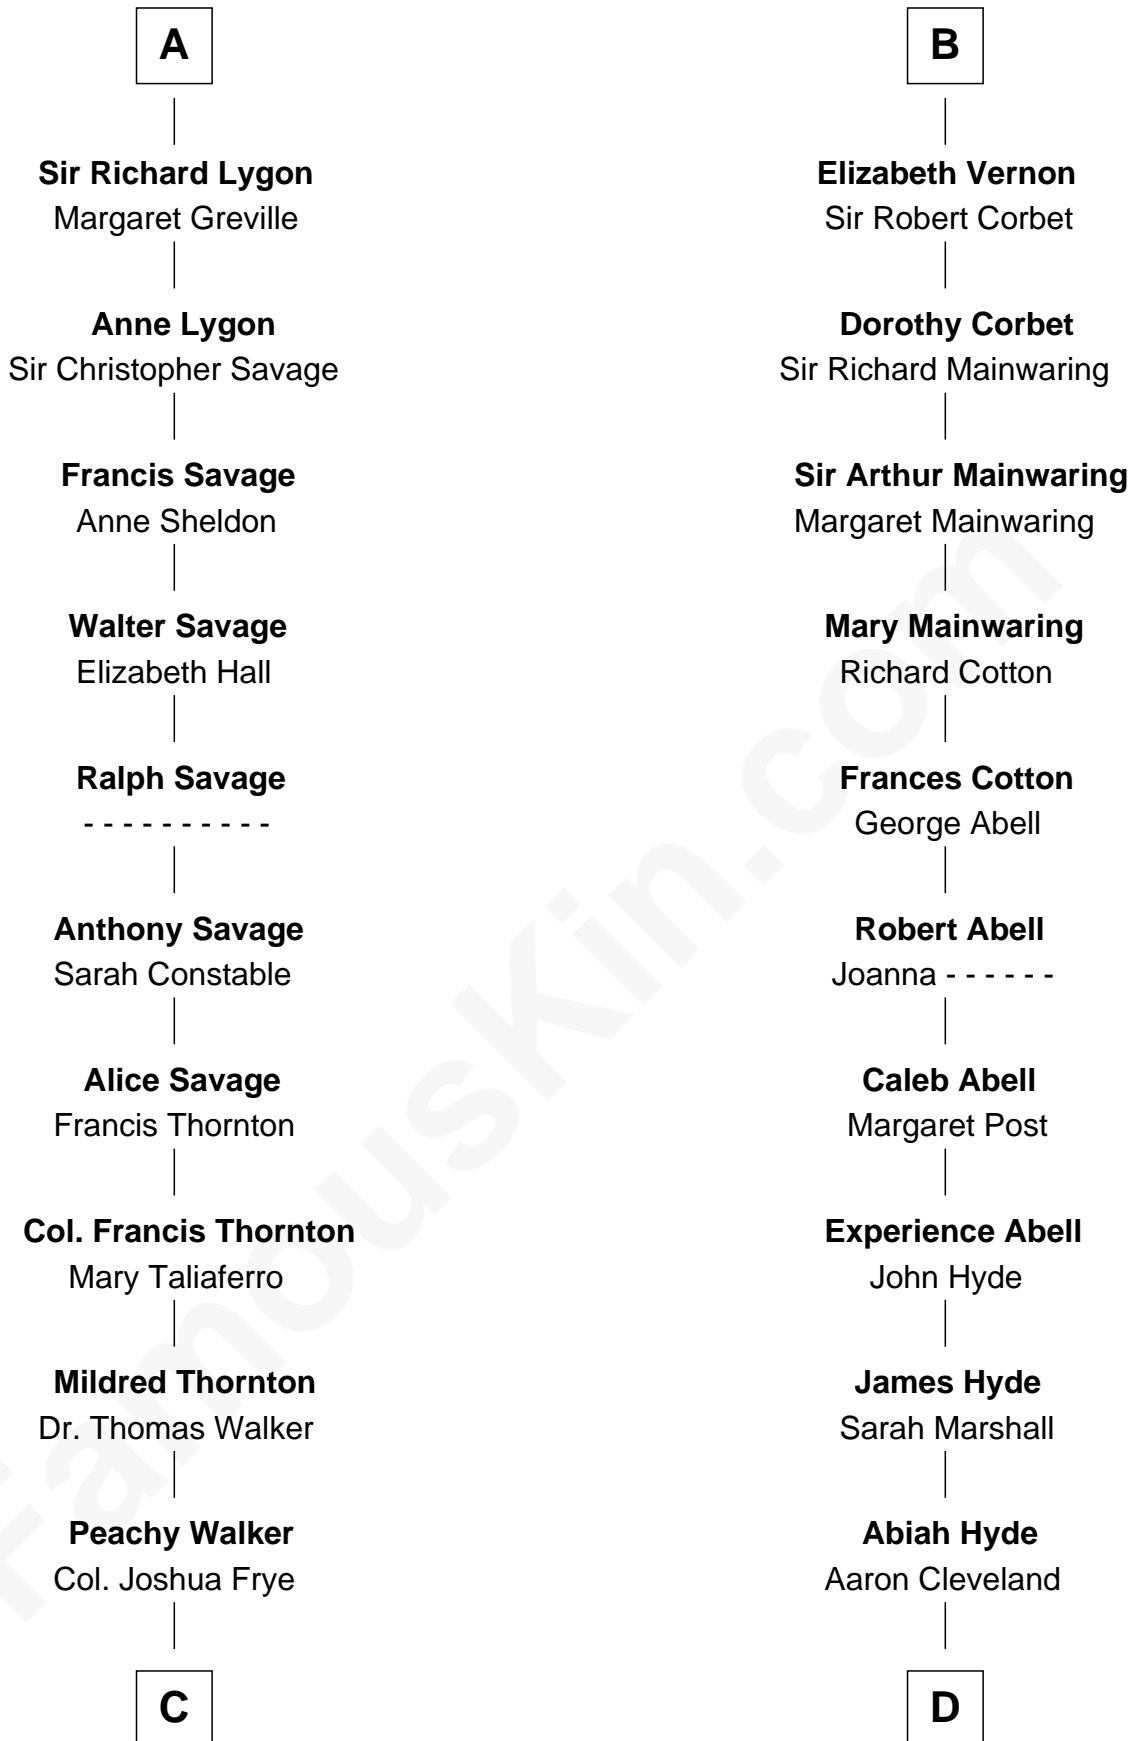 A
Sir Richard Lygon
Margaret Greville
Anne Lygon
Sir Christopher Savage
Francis Savage
Anne Sheldon
Walter Savage
Elizabeth Hall
Ralph Savage
- - - - - - - - - -
Anthony Savage
Sarah Constable
Alice Savage
Francis Thornton
Col. Francis Thornton
Mary Taliaferro
Mildred Thornton
Dr. Thomas Walker
Peachy Walker
Col. Joshua Frye
C
B
Elizabeth Vernon
Sir Robert Corbet
Dorothy Corbet
Sir Richard Mainwaring
Sir Arthur Mainwaring
Margaret Mainwaring
Mary Mainwaring
Richard Cotton
Frances Cotton
George Abell
Robert Abell
Joanna - - - - - -
Caleb Abell
Margaret Post
Experience Abell
John Hyde
James Hyde
Sarah Marshall
Abiah Hyde
Aaron Cleveland
D
FamousKin.com